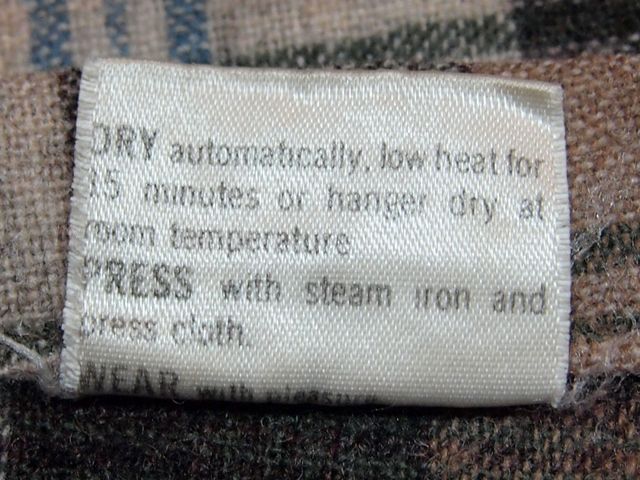 DRY automatically, low heat for
15 minutes or hanger dry at
room temperature
PRESS with steam iron and
press cloth.
WEAR with pleasure